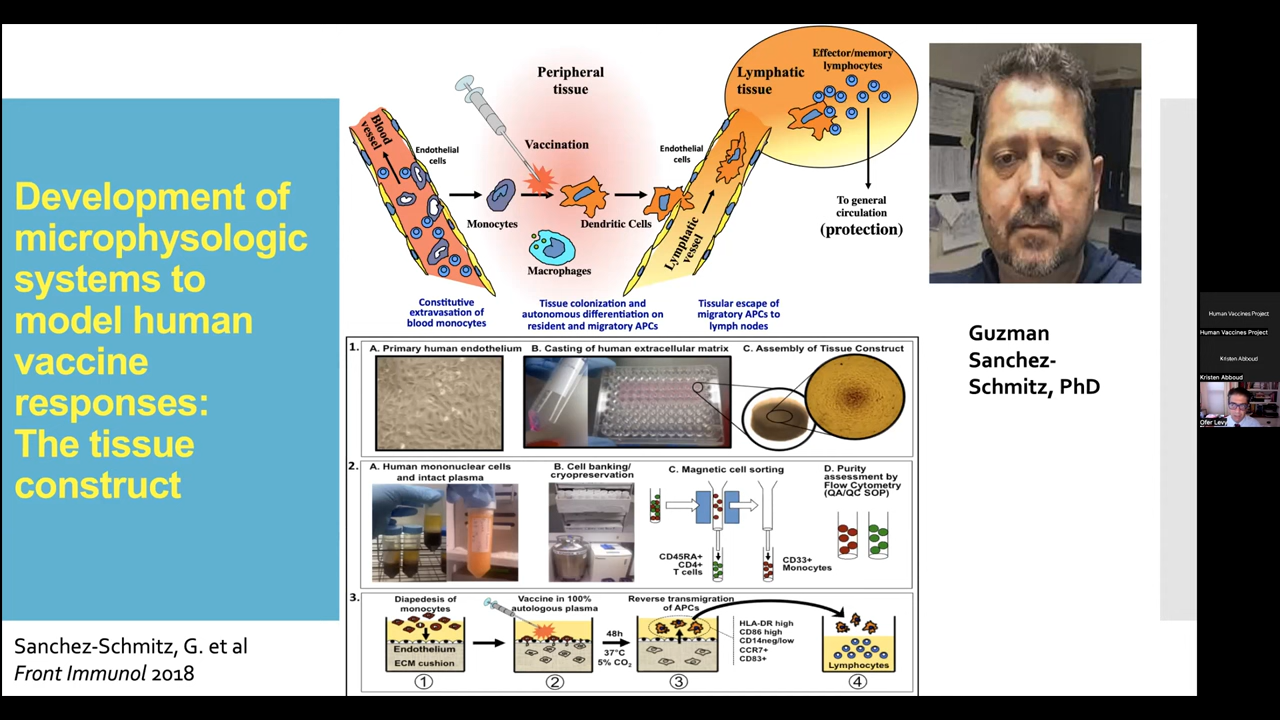 Development of
microphysologic
systems to
model human
vaccine
responses:
The tissue
construct
Sanchez-Schmitz, G. et al
Front Immunol 2018
Peripheral
tissue
Lymphatic
tissue
Effector/memory
lymphocytes
Blood
vessel
Endothelial
cells
Vaccination
Endothelial
cells
Monocytes
Dendritic Cells
Macrophages
Lymphatic
vessel
To general
circulation
(protection)
Constitutive
extravasation of
blood monocytes
Tissue colonization and
autonomous differentiation on
resident and migratory APCs
Tissular escape of
migratory APCs to
lymph nodes
1.
A. Primary human endothelium
B. Casting of human extracellular matrix
C. Assembly of Tissue Construct
2.
A. Human mononuclear cells
and intact plasma
B. Cell banking/
cryopreservation
C. Magnetic cell sorting
D. Purity
assessment by
Flow Cytometry
(QA/QC SOP)
CD45RA+
CD4+
T cells
CD33+
Monocytes
3.
Diapedesis of
monocytes
Vaccine in 100%
autologous plasma
Reverse transmigration
of APCs
Endothelium
ECM cushion
48h
37°C
5% CO2
HLA-DR high
CD86 high
CD14neg/low
CCR7+
CD83+
Lymphocytes
1
2
3
4
Guzman
Sanchez-
Schmitz, PhD
Human Vaccines Project
Human Vaccines Project
Kristen Abboud
Kristen Abboud
Ofer Levy